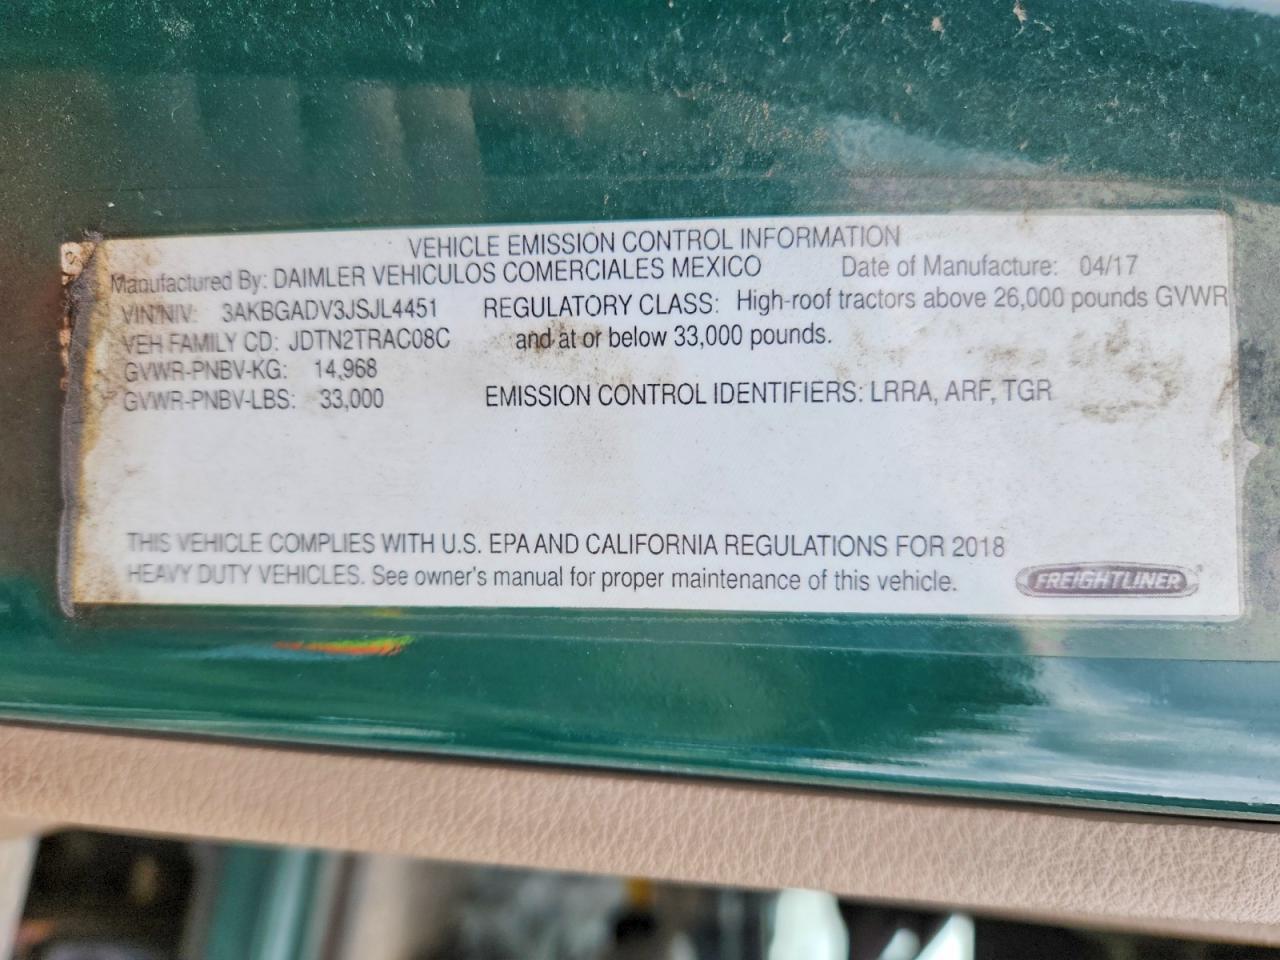 VEHICLE EMISSION CONTROL INFORMATION
Manufactured By: DAIMLER VEHICULOS COMERCIALES MEXICO Date of Manufacture: 04/17
VIN/NIV: 3AKBGADV3JSJL4451 REGULATORY CLASS: High-roof tractors above 26,000 pounds GVWR
VEH FAMILY CD: JDTN2TRAC08C and at or below 33,000 pounds.
GVWR-PNBV-KG: 14,968
GVWR-PNBV-LBS: 33,000 EMISSION CONTROL IDENTIFIERS: LRRA, ARF, TGR
THIS VEHICLE COMPLIES WITH U.S. EPA AND CALIFORNIA REGULATIONS FOR 2018
HEAVY DUTY VEHICLES. See owner's manual for proper maintenance of this vehicle.
FREIGHTLINER